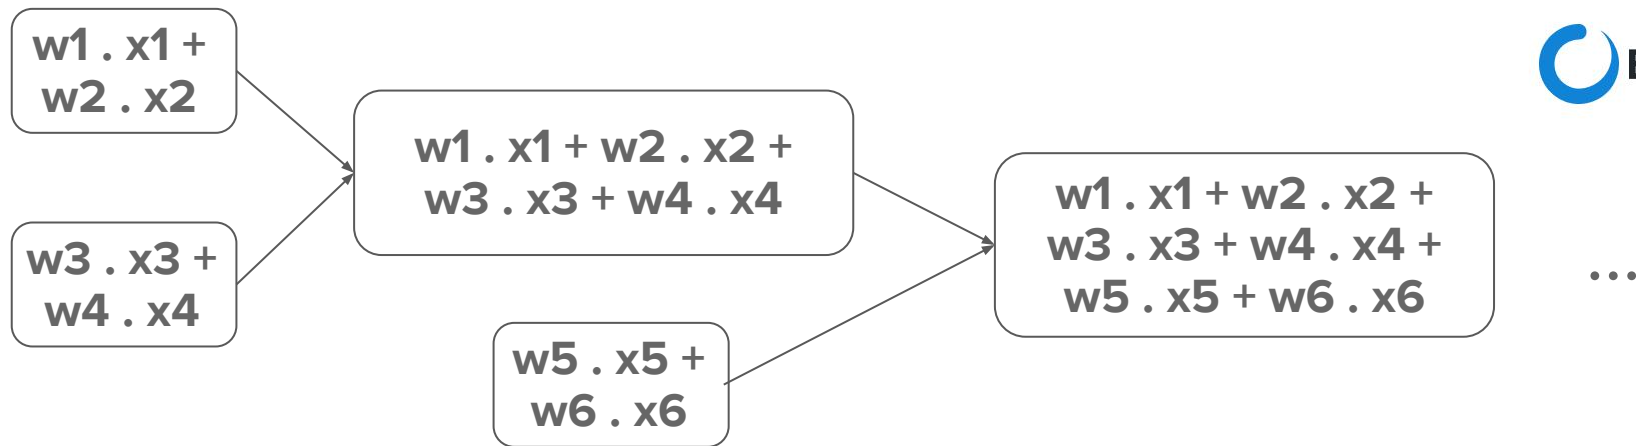 w1 . x1 +
w2 . x2
w3 . x3 +
w4 . x4
w1 . x1 + w2 . x2 +
w3 . x3 + w4 . x4
w5 . x5 +
w6 . x6
w1 . x1 + w2 . x2 +
w3 . x3 + w4 . x4 +
w5 . x5 + w6 . x6
...